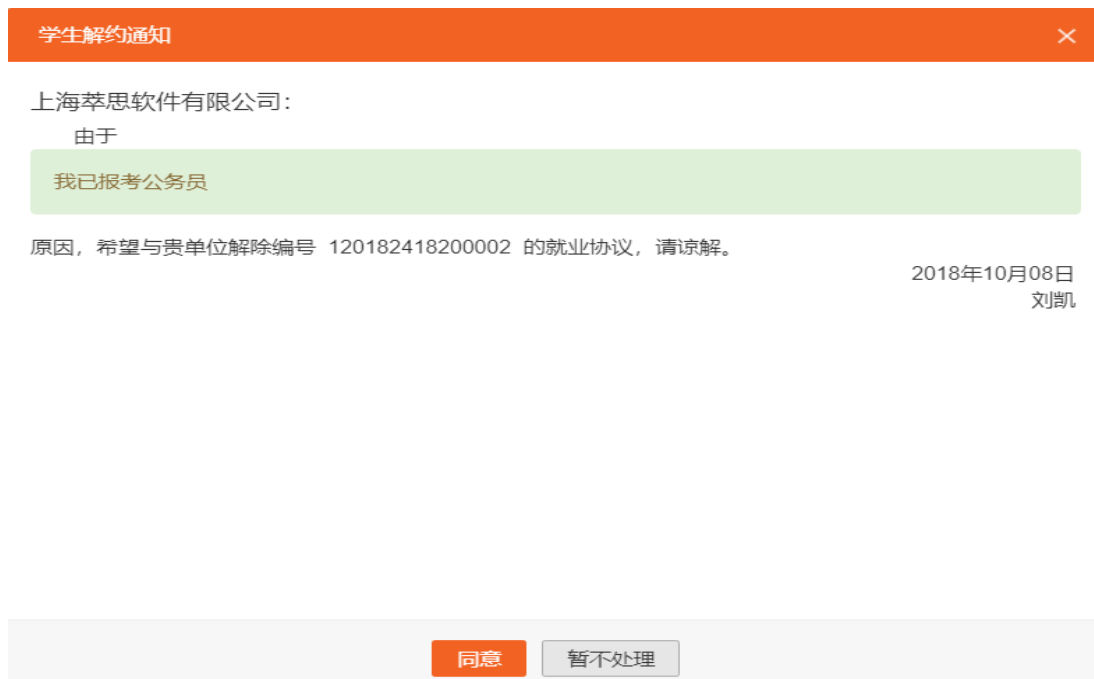 学生解约通知
上海萃思软件有限公司：
由于
我已报考公务员
原因，希望与贵单位解除编号 120182418200002 的就业协议，请谅解。
2018年10月08日
刘凯
同意 暂不处理